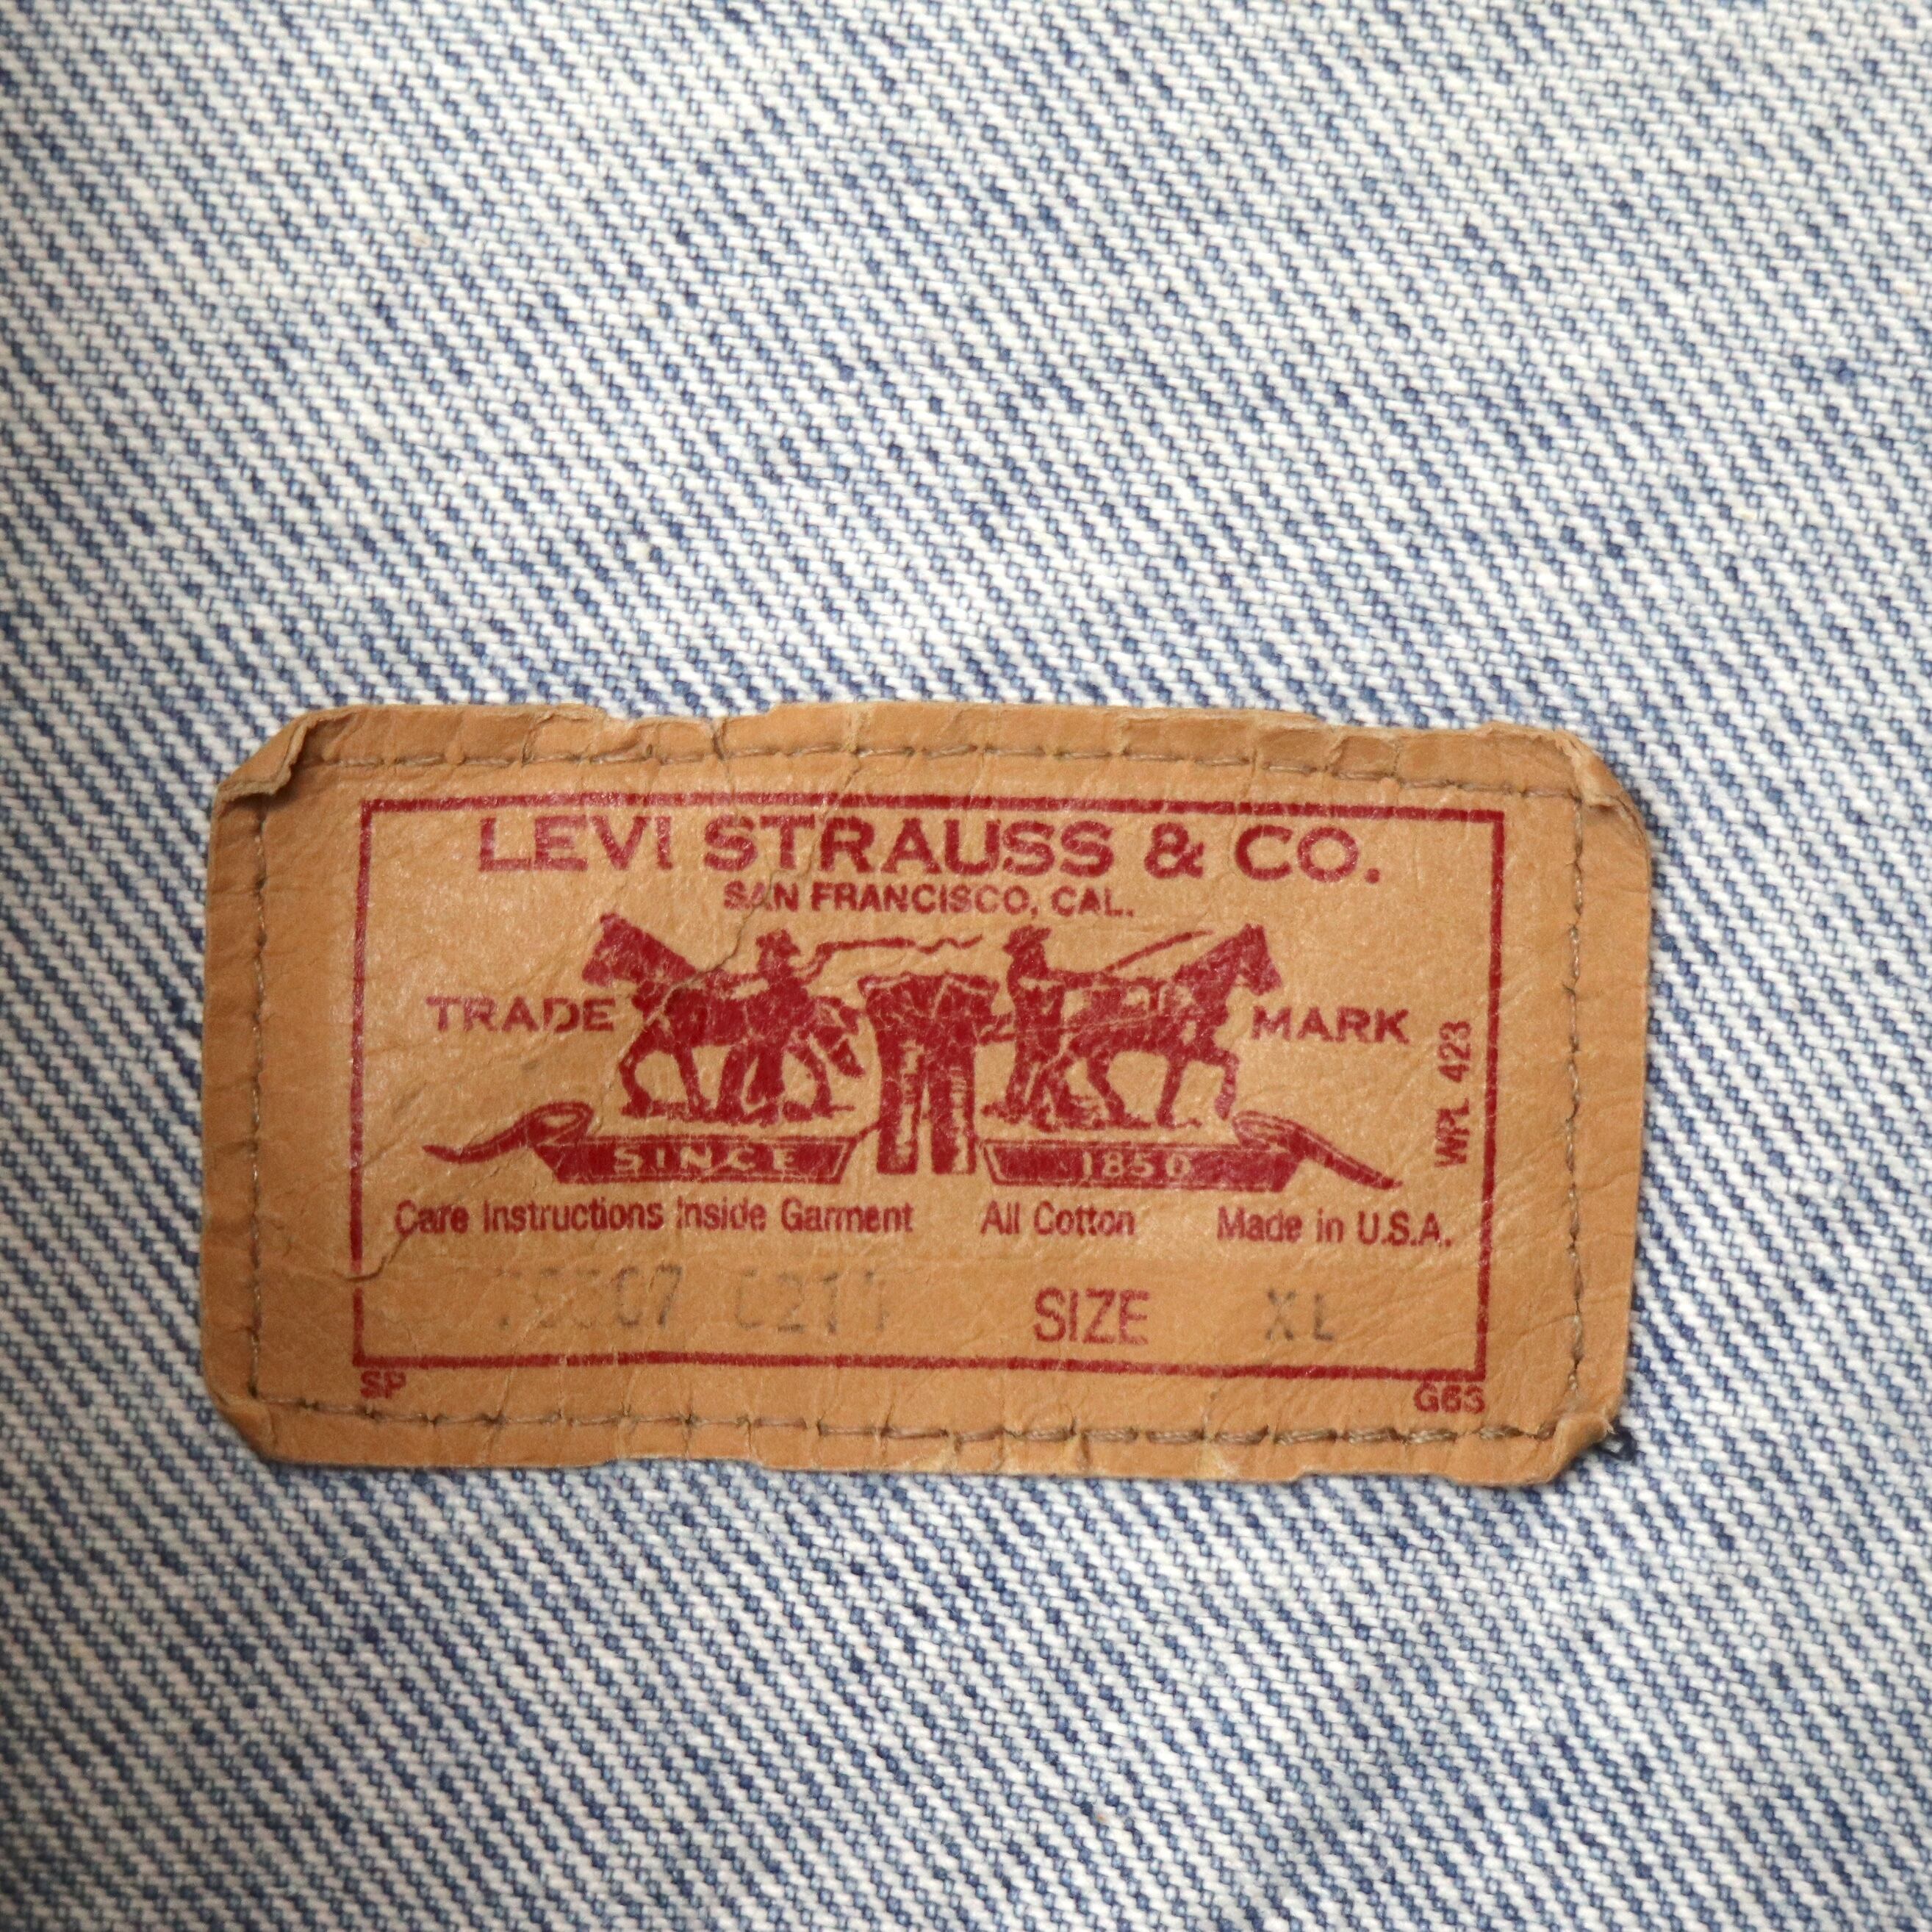 LEVI STRAUSS & CO.
SAN FRANCISCO, CAL.
TRADE MARK
WPL 423
SINCE 1850
Care Instructions Inside Garment All Cotton Made in U.S.A.
SIZE XL
SP G63